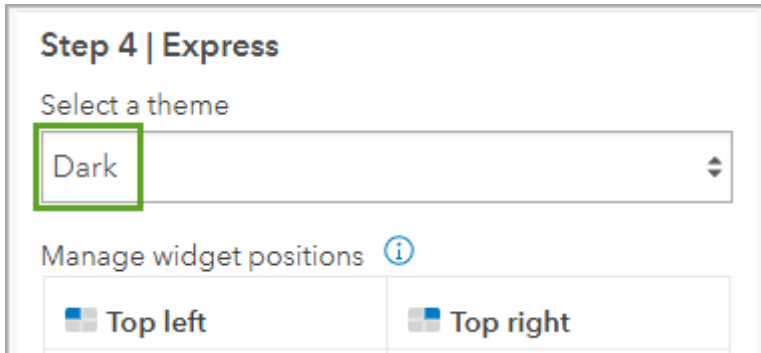 Step 4 | Express
Select a theme
Dark
Manage widget positions
Top left
Top right